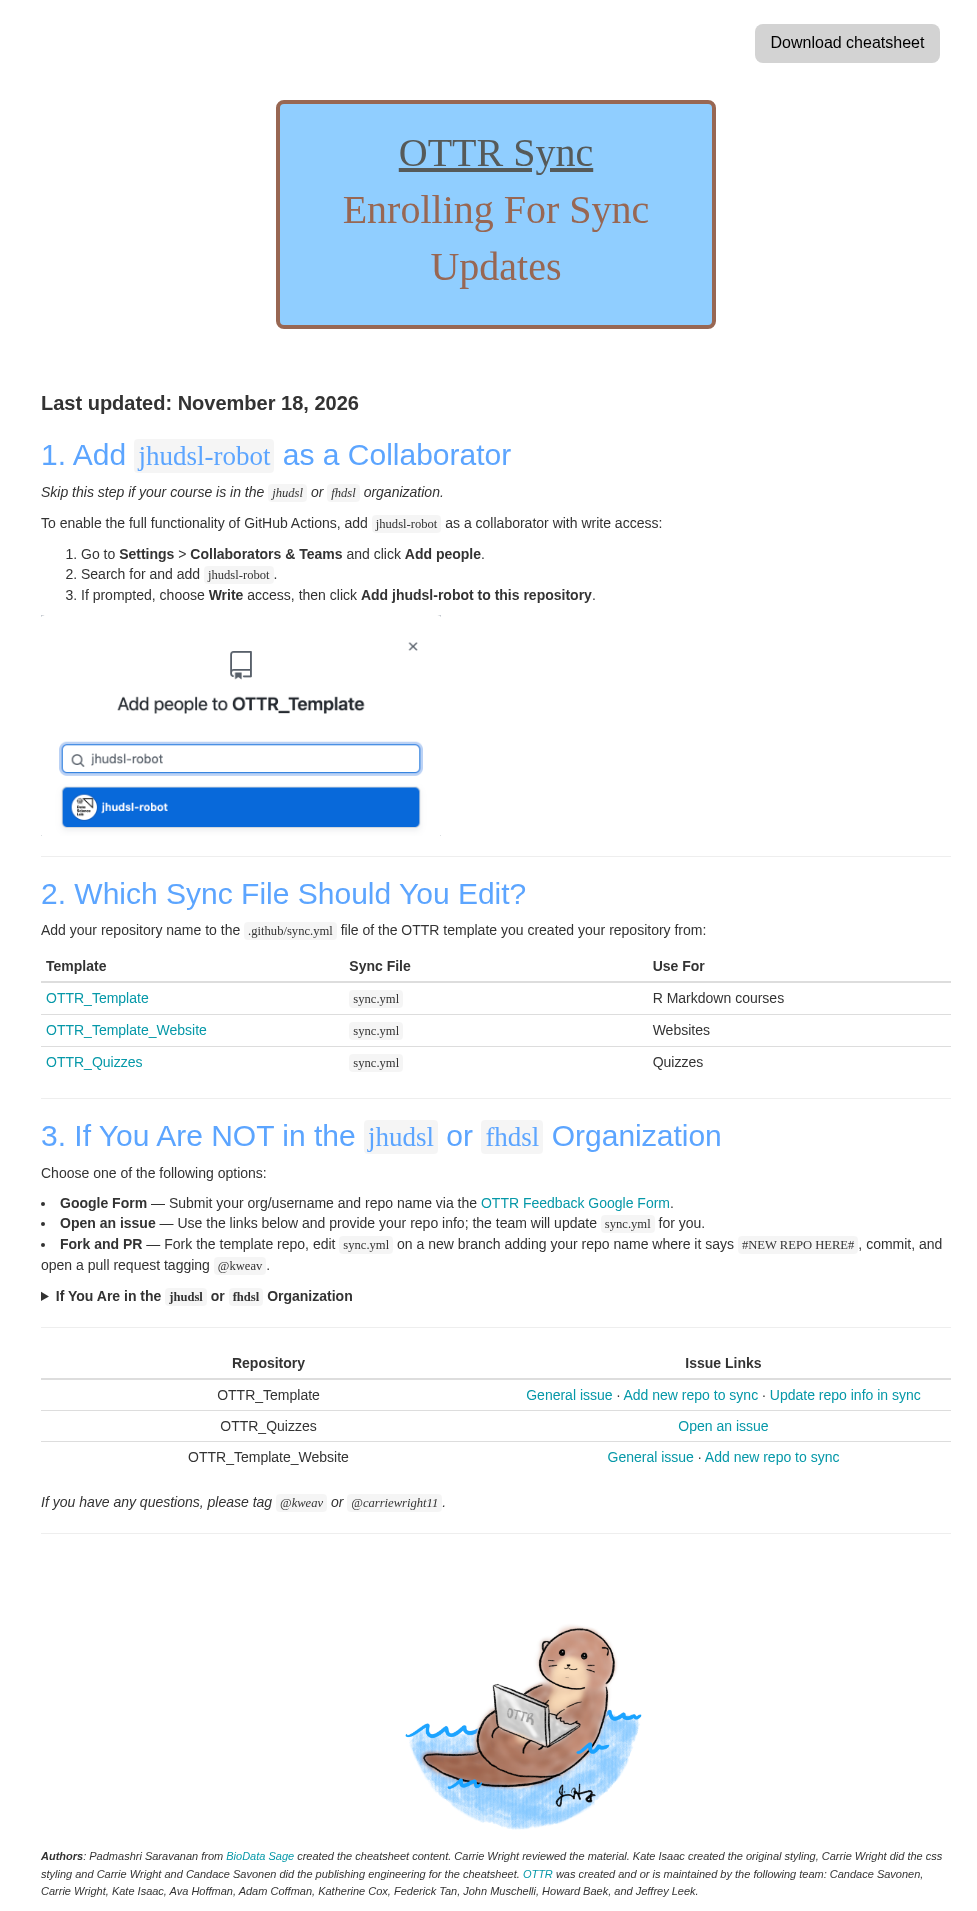 Download cheatsheet
OTTR Sync
Enrolling For Sync
Updates
Last updated: November 18, 2026
1. Add jhudsl-robot as a Collaborator
Skip this step if your course is in the jhudsl or fhdsl organization.
To enable the full functionality of GitHub Actions, add jhudsl-robot as a collaborator with write access:
1. Go to Settings > Collaborators & Teams and click Add people.
2. Search for and add jhudsl-robot.
3. If prompted, choose Write access, then click Add jhudsl-robot to this repository.
Add people to OTTR_Template
jhudsl-robot
jhudsl-robot
2. Which Sync File Should You Edit?
Add your repository name to the .github/sync.yml file of the OTTR template you created your repository from:
Template Sync File Use For
OTTR_Template sync.yml R Markdown courses
OTTR_Template_Website sync.yml Websites
OTTR_Quizzes sync.yml Quizzes
3. If You Are NOT in the jhudsl or fhdsl Organization
Choose one of the following options:
• Google Form — Submit your org/username and repo name via the OTTR Feedback Google Form.
• Open an issue — Use the links below and provide your repo info; the team will update sync.yml for you.
• Fork and PR — Fork the template repo, edit sync.yml on a new branch adding your repo name where it says #NEW REPO HERE#, commit, and
open a pull request tagging @kweav.
▶ If You Are in the jhudsl or fhdsl Organization
Repository Issue Links
OTTR_Template General issue · Add new repo to sync · Update repo info in sync
OTTR_Quizzes Open an issue
OTTR_Template_Website General issue · Add new repo to sync
If you have any questions, please tag @kweav or @carriewright11.
OTTR
Authors: Padmashri Saravanan from BioData Sage created the cheatsheet content. Carrie Wright reviewed the material. Kate Isaac created the original styling, Carrie Wright did the css
styling and Carrie Wright and Candace Savonen did the publishing engineering for the cheatsheet. OTTR was created and or is maintained by the following team: Candace Savonen,
Carrie Wright, Kate Isaac, Ava Hoffman, Adam Coffman, Katherine Cox, Federick Tan, John Muschelli, Howard Baek, and Jeffrey Leek.